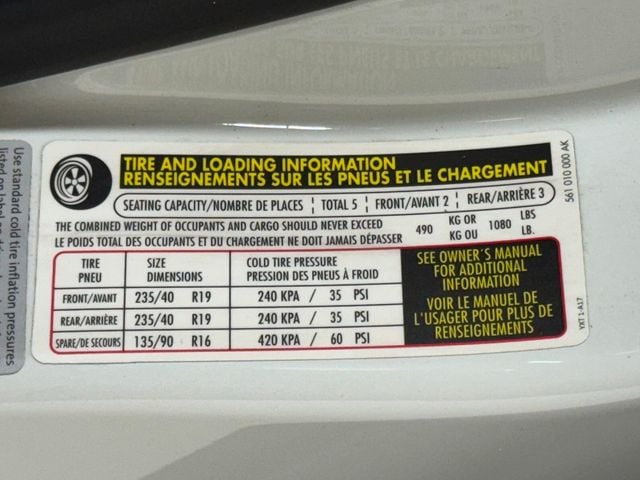 TIRE AND LOADING INFORMATION
RENSEIGNEMENTS SUR LES PNEUS ET LE CHARGEMENT
SEATING CAPACITY/NOMBRE DE PLACES | TOTAL 5 | FRONT/AVANT 2 | REAR/ARRIÈRE 3
THE COMBINED WEIGHT OF OCCUPANTS AND CARGO SHOULD NEVER EXCEED
LE POIDS TOTAL DES OCCUPANTS ET DU CHARGEMENT NE DOIT JAMAIS DÉPASSER
490 KG OR 1080 LBS
KG OU LB.
TIRE SIZE COLD TIRE PRESSURE
PNEU DIMENSIONS PRESSION DES PNEUS À FROID
FRONT/AVANT 235/40 R19 240 KPA / 35 PSI
REAR/ARRIÈRE 235/40 R19 240 KPA / 35 PSI
SPARE/DE SECOURS 135/90 R16 420 KPA / 60 PSI
SEE OWNER'S MANUAL
FOR ADDITIONAL
INFORMATION
VOIR LE MANUEL DE
L'USAGER POUR PLUS DE
RENSEIGNEMENTS
561 010 000 AK
YXT 1-A17
Use standard cold tire inflation pressures